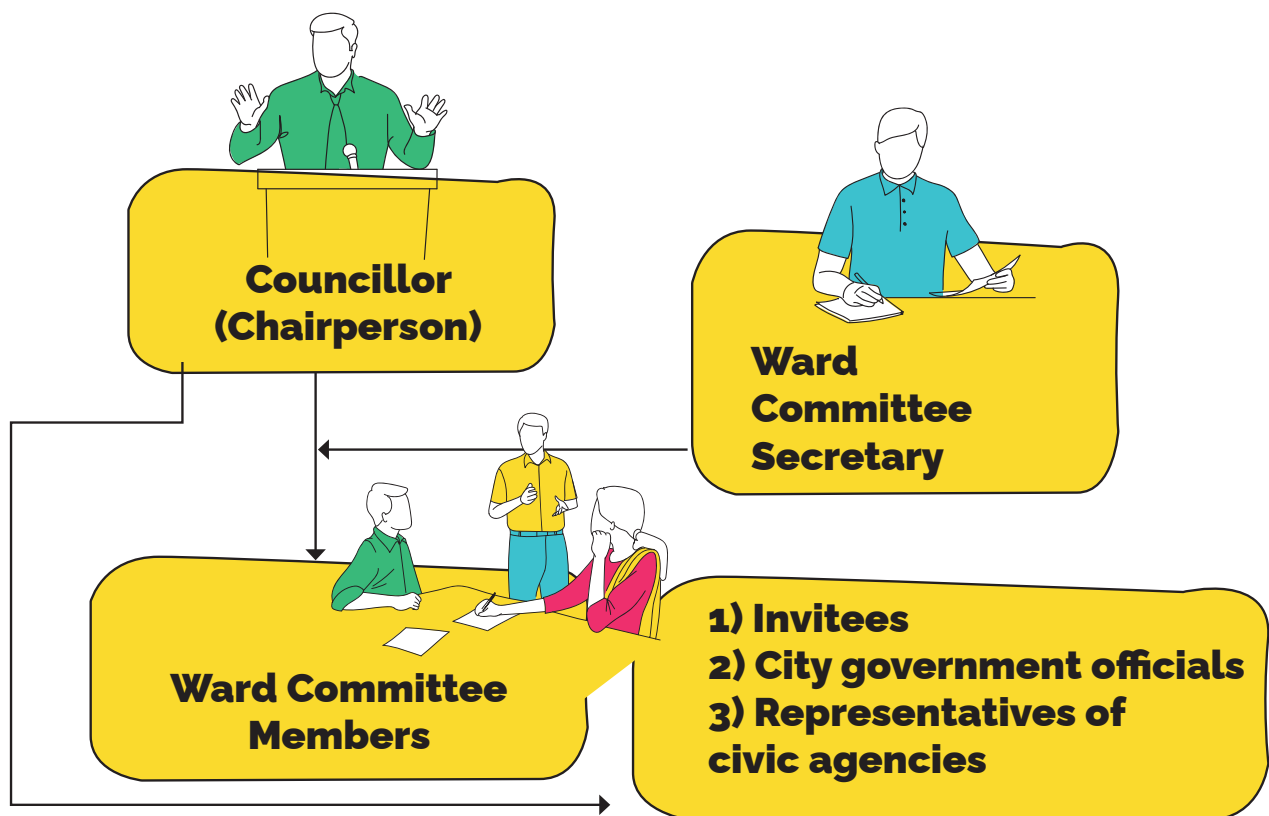 Councillor
(Chairperson)
Ward
Committee
Secretary
Ward Committee
Members
1) Invitees
2) City government officials
3) Representatives of
civic agencies